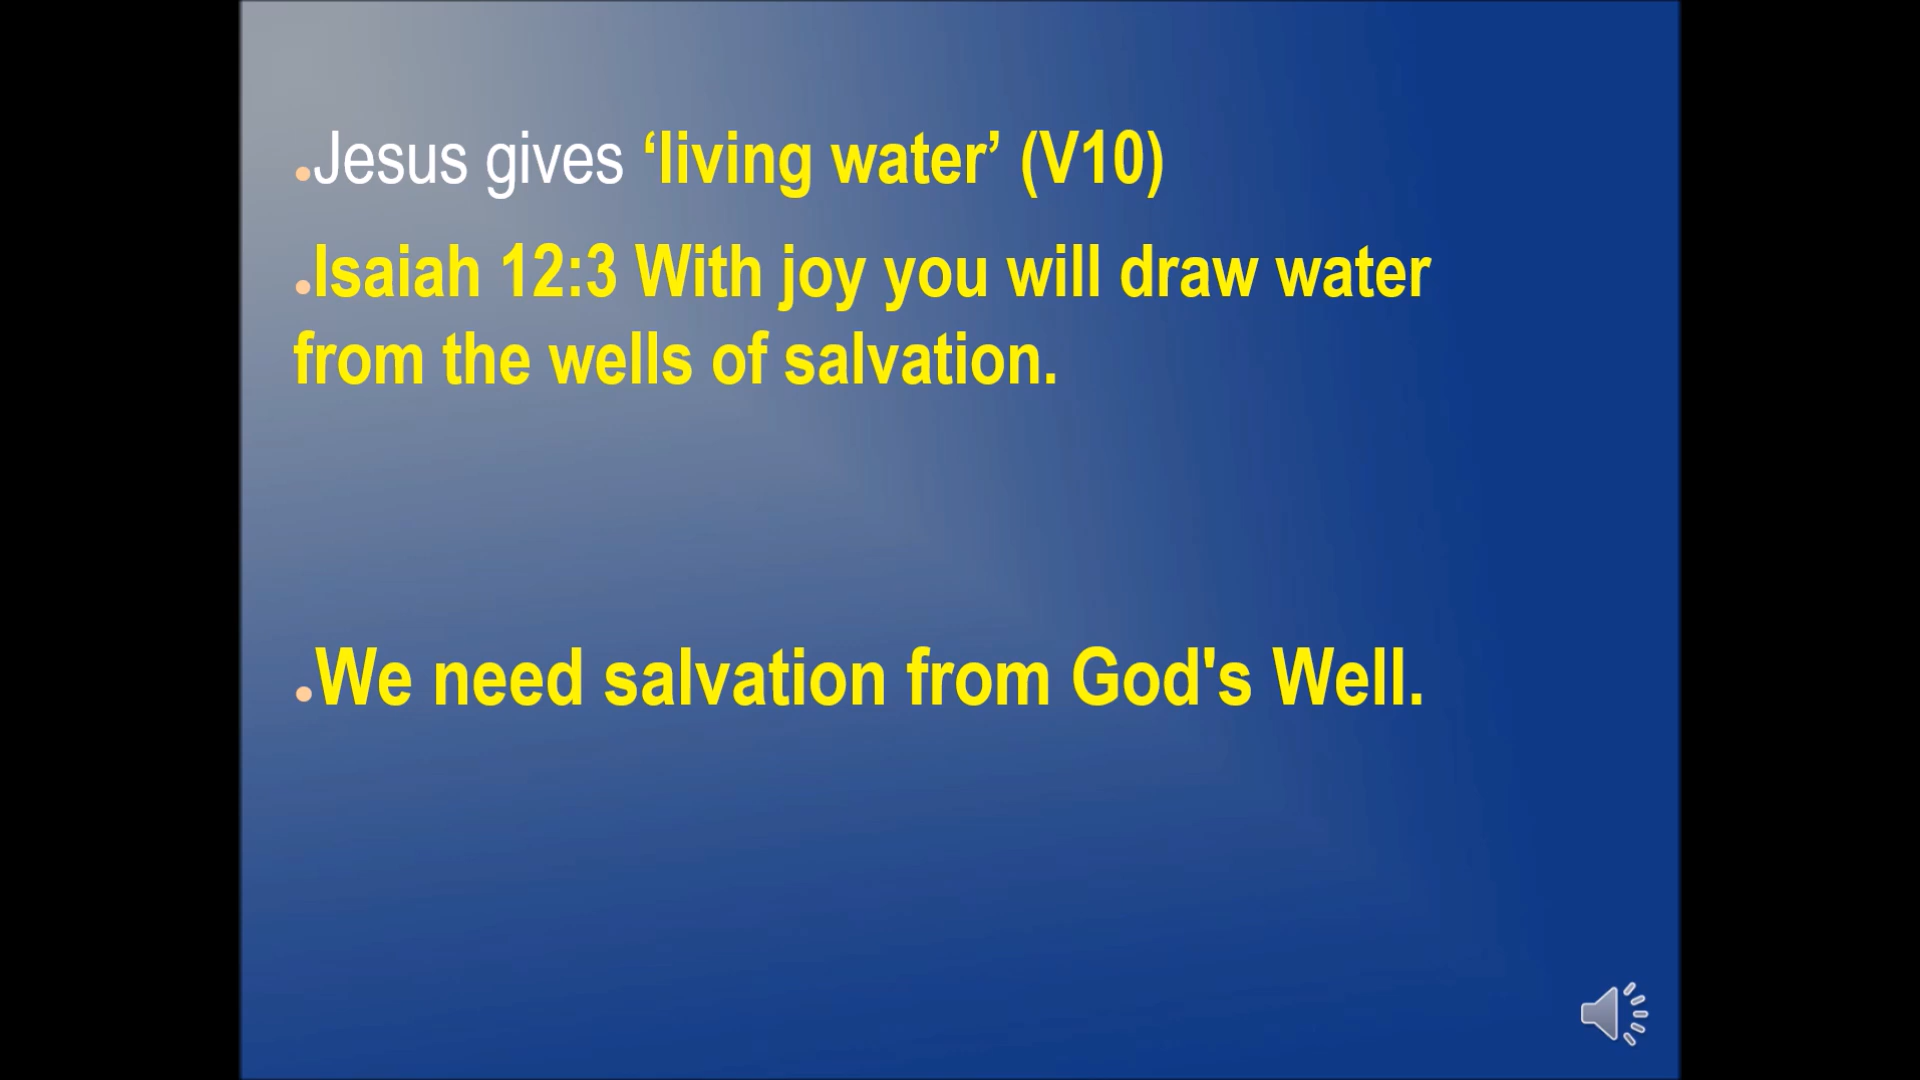 •Jesus gives ‘living water’ (V10)
•Isaiah 12:3 With joy you will draw water
from the wells of salvation.
•We need salvation from God's Well.